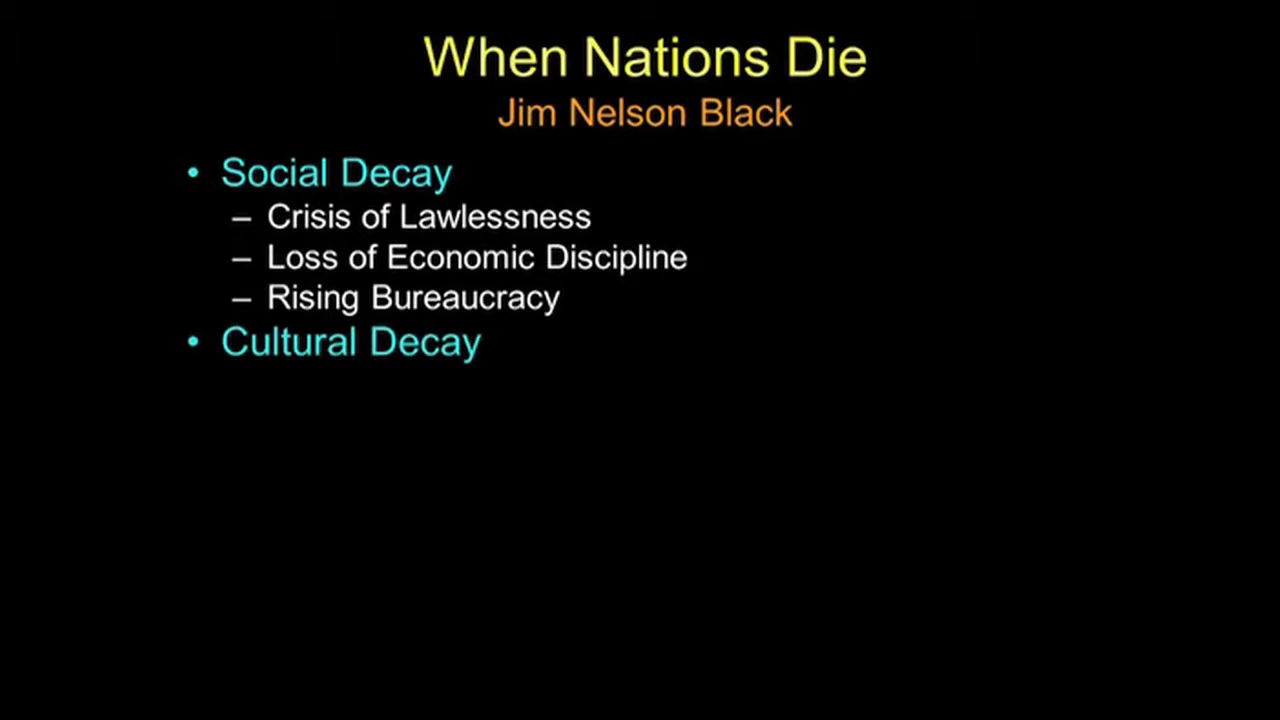 When Nations Die
Jim Nelson Black
• Social Decay
– Crisis of Lawlessness
– Loss of Economic Discipline
– Rising Bureaucracy
• Cultural Decay